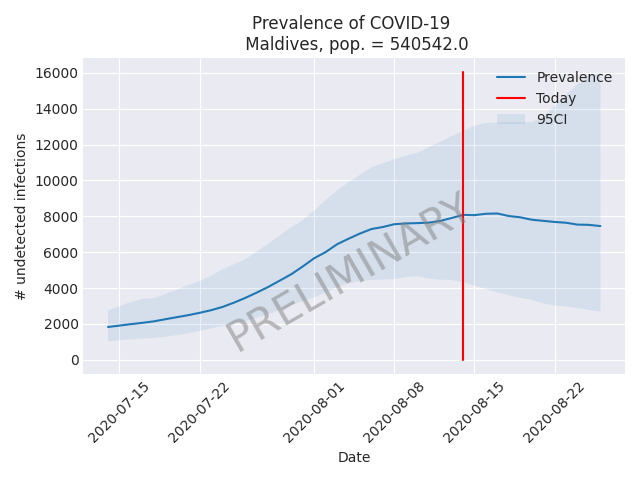 Prevalence of COVID-19
Maldives, pop. = 540542.0
# undetected infections
16000
14000
12000
10000
8000
6000
4000
2000
0
Prevalence
Today
95CI
PRELIMINARY
2020-07-15
2020-07-22
2020-08-01
2020-08-08
2020-08-15
2020-08-22
Date